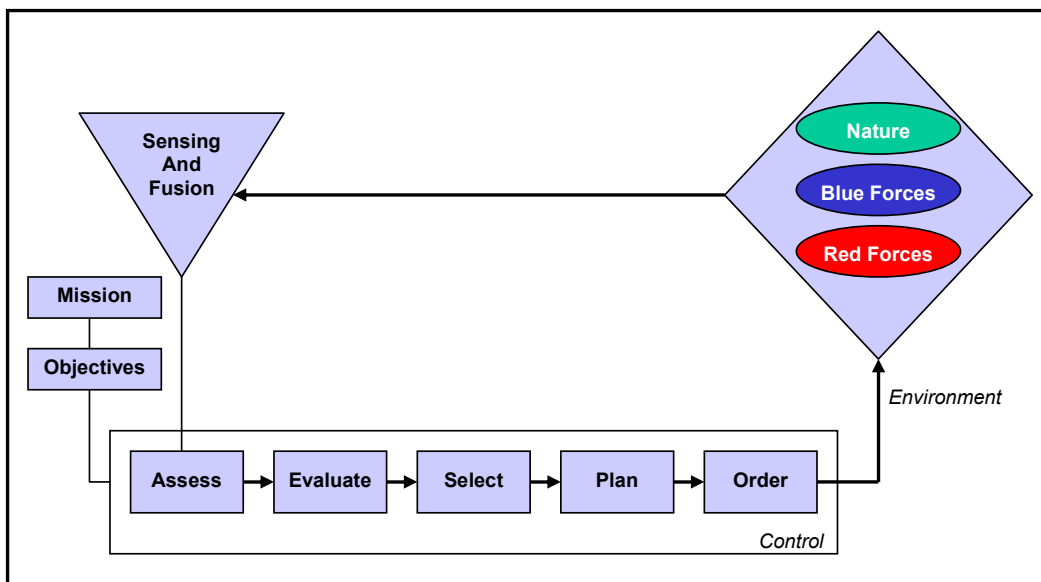 Sensing
And
Fusion
Nature
Blue Forces
Red Forces
Mission
Objectives
Environment
Assess
Evaluate
Select
Plan
Order
Control